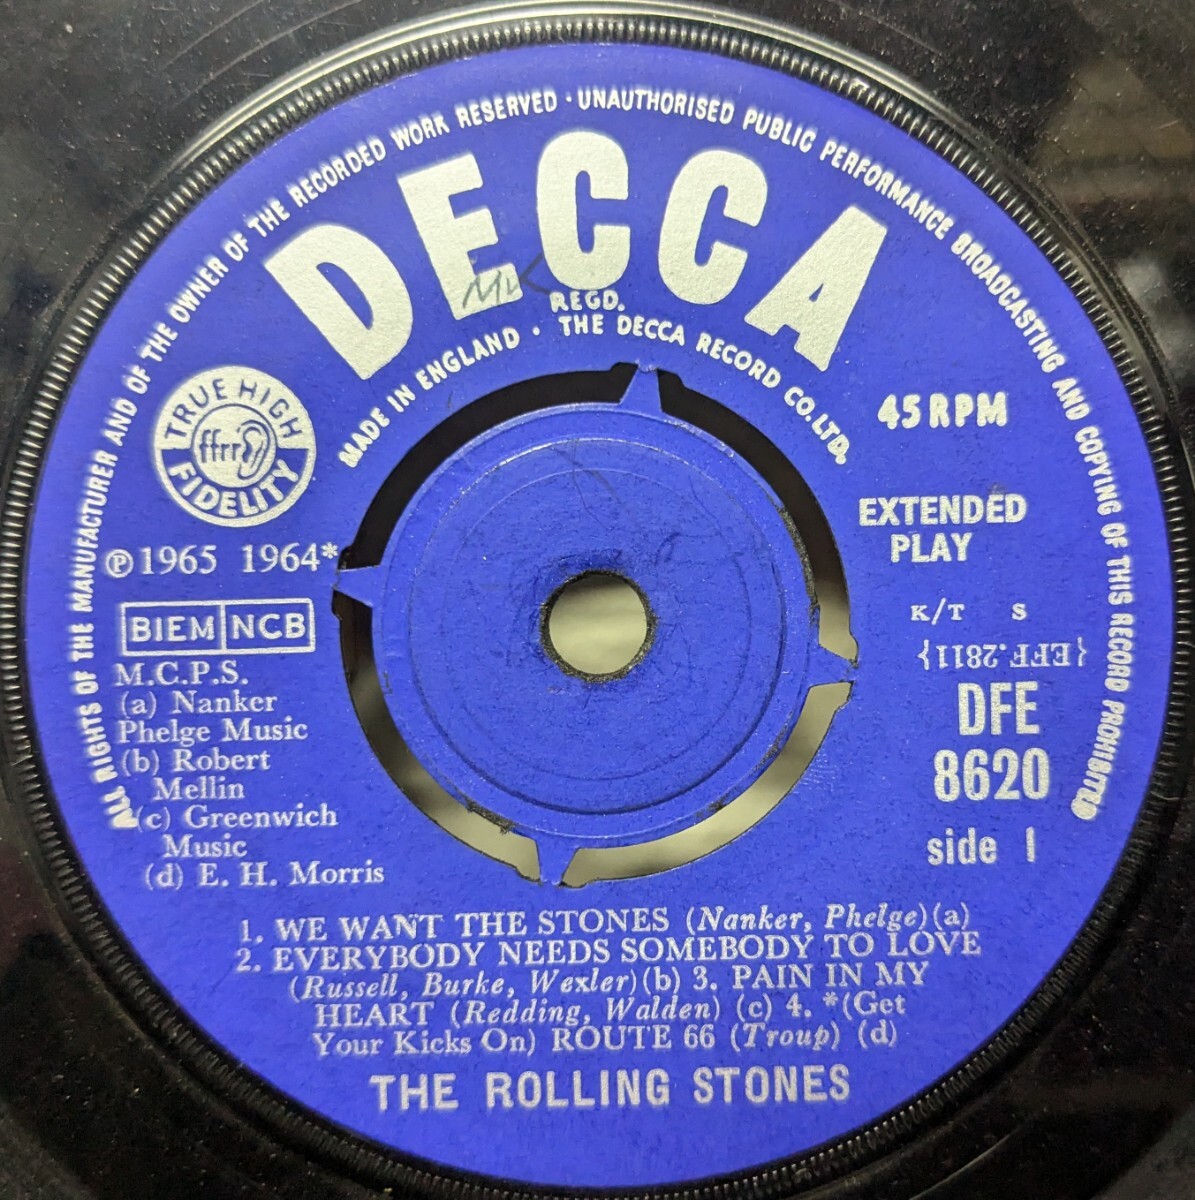 ALL RIGHTS OF THE MANUFACTURER AND OF THE OWNER OF THE RECORDED WORK RESERVED · UNAUTHORISED PUBLIC PERFORMANCE BROADCASTING AND COPYING OF THIS RECORD PROHIBITED
DECCA
REGD.
MADE IN ENGLAND · THE DECCA RECORD CO. LTD.
TRUE HIGH
ffrr
FIDELITY
45 RPM
EXTENDED
PLAY
℗ 1965 1964*
BIEM NCB
M.C.P.S.
(a) Nanker
Phelge Music
(b) Robert
Mellin
(c) Greenwich
Music
(d) E. H. Morris
K/T S
{EFF.2811}
DFE
8620
side 1
1. WE WANT THE STONES (Nanker, Phelge)(a)
2. EVERYBODY NEEDS SOMEBODY TO LOVE
(Russell, Burke, Wexler)(b) 3. PAIN IN MY
HEART (Redding, Walden) (c) 4. *(Get
Your Kicks On) ROUTE 66 (Troup) (d)
THE ROLLING STONES